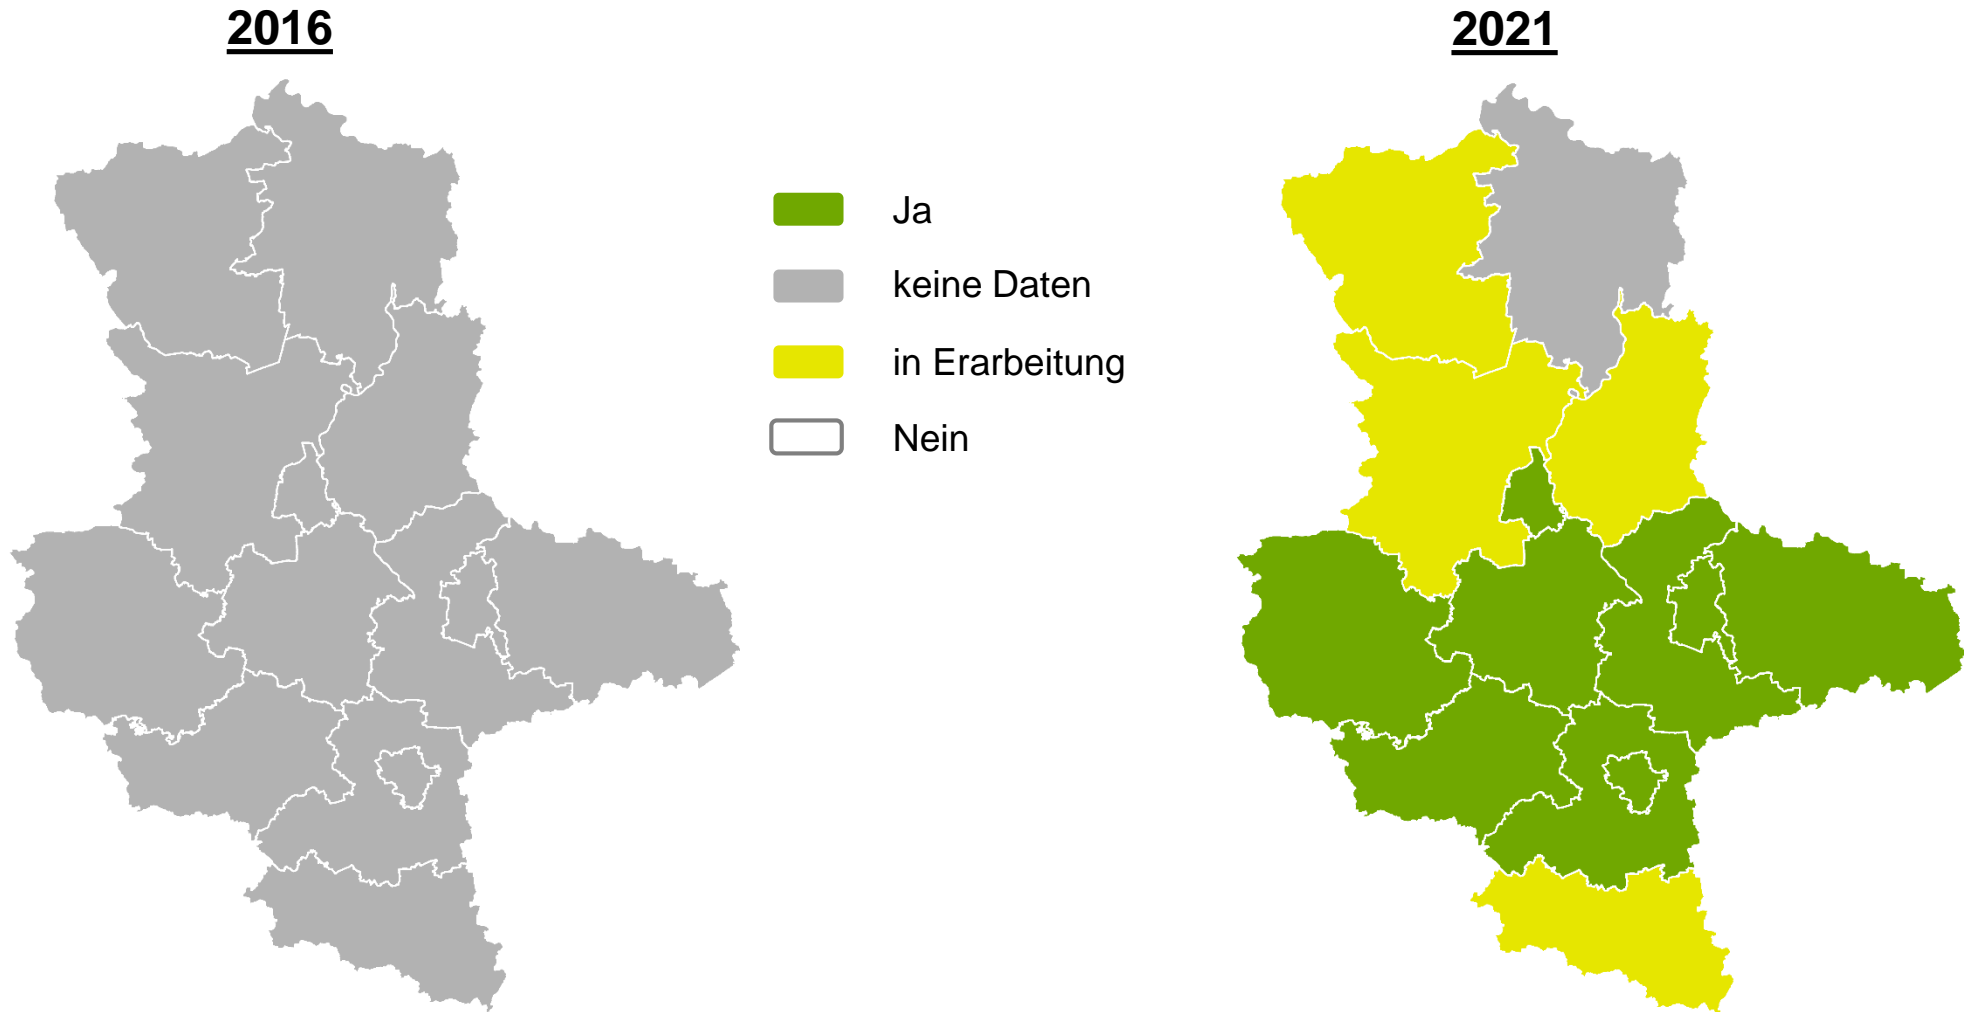 2016
2021
Ja
keine Daten
in Erarbeitung
Nein